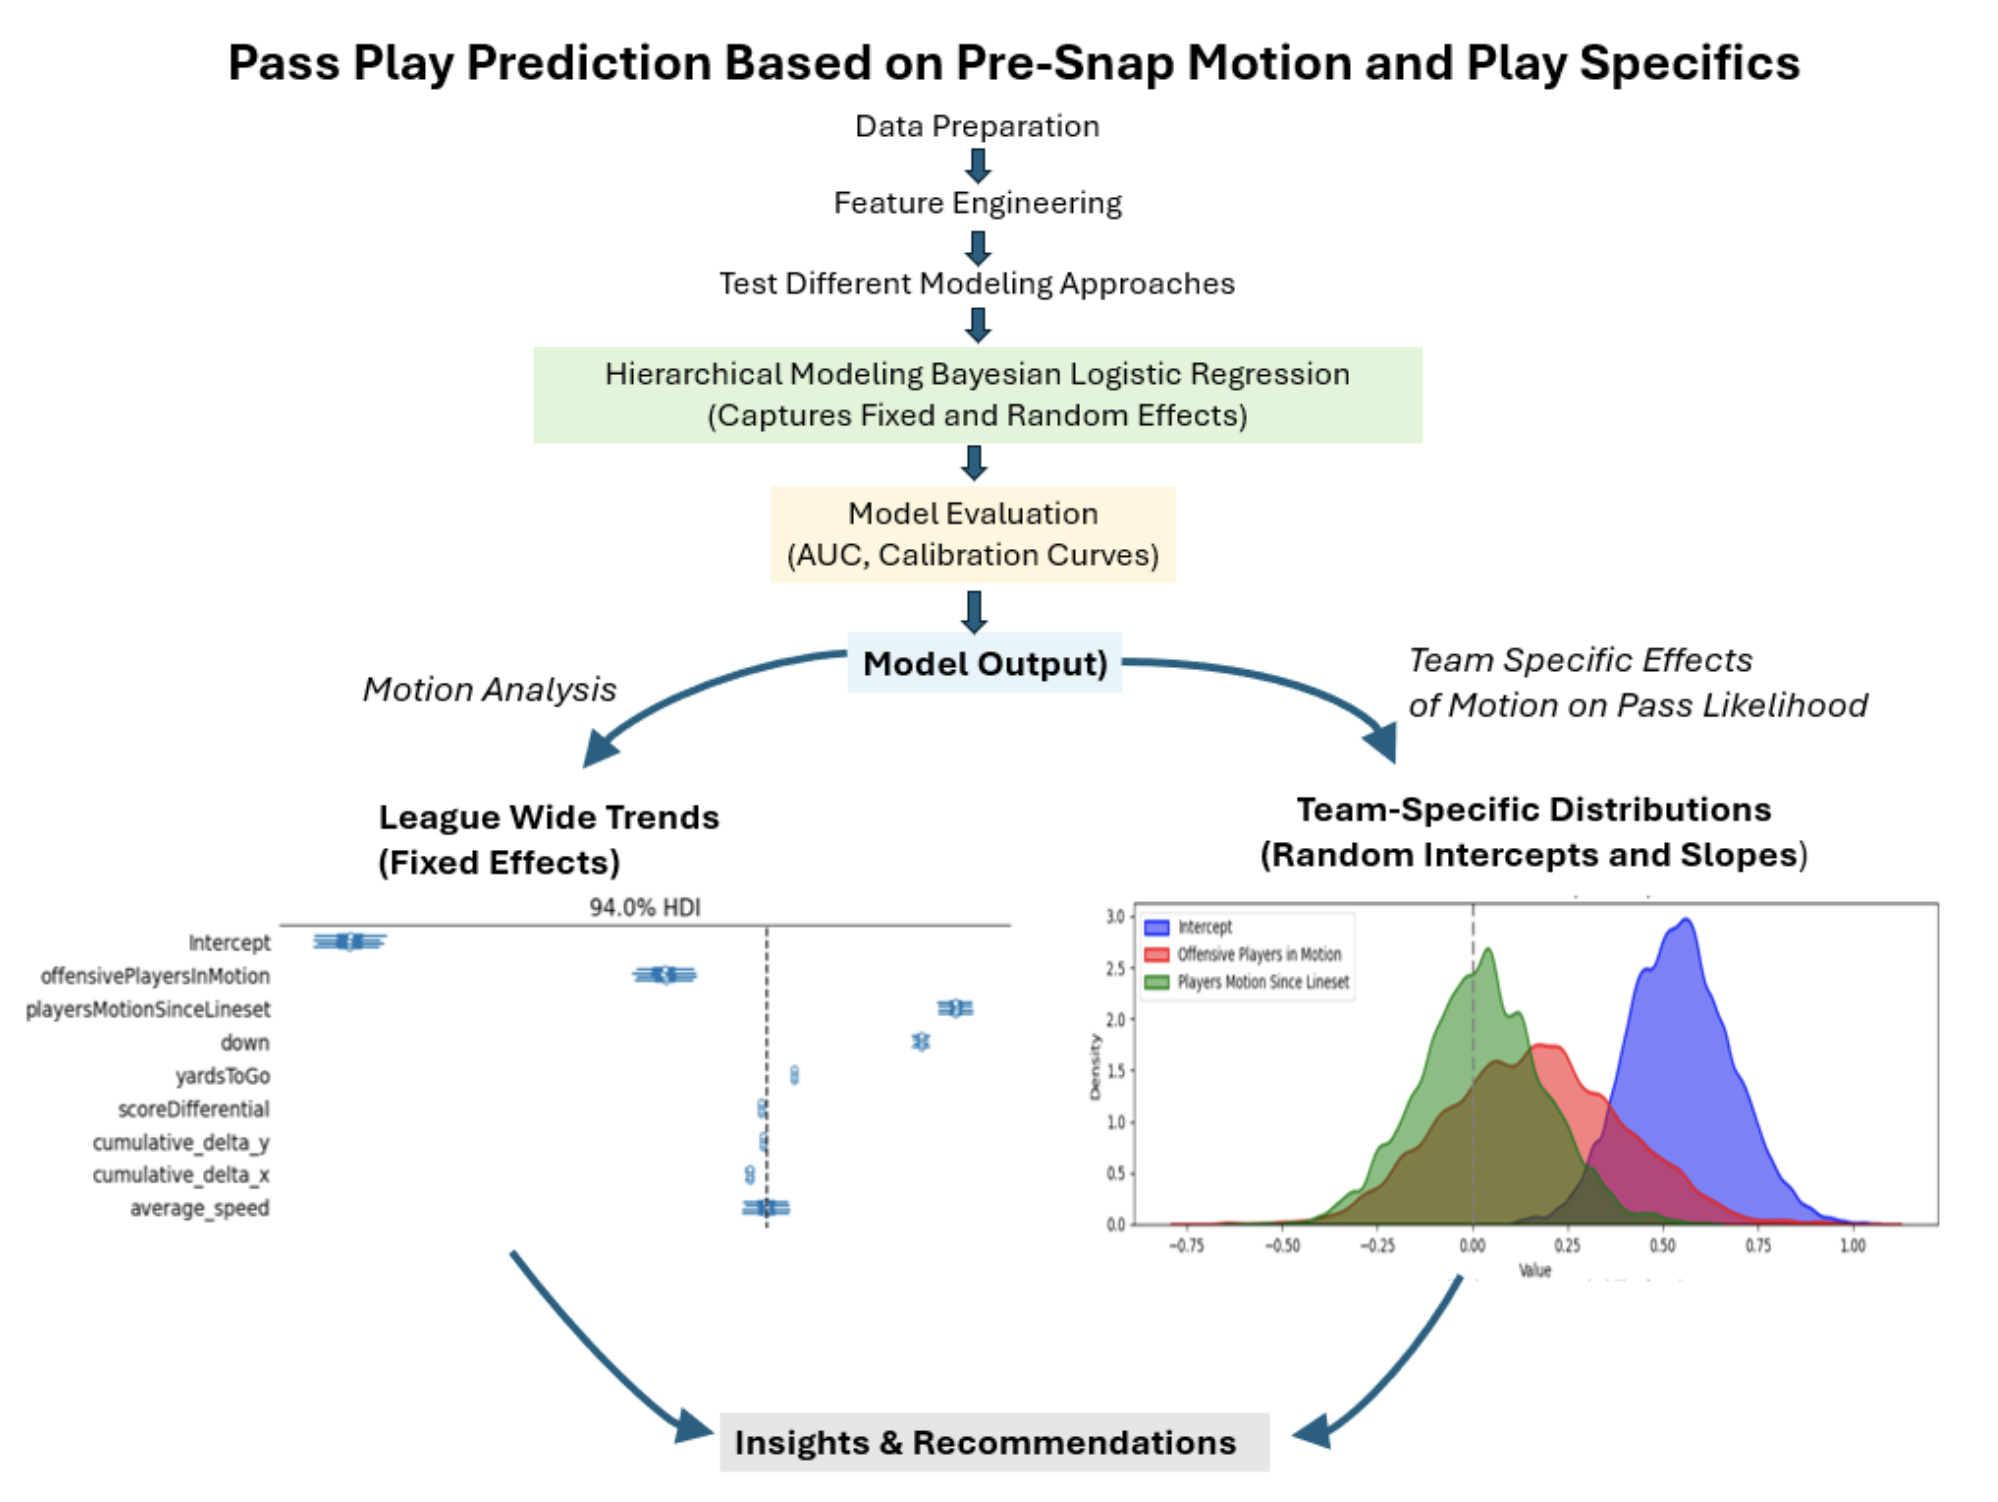 Pass Play Prediction Based on Pre-Snap Motion and Play Specifics
Data Preparation
Feature Engineering
Test Different Modeling Approaches
Hierarchical Modeling Bayesian Logistic Regression
(Captures Fixed and Random Effects)
Model Evaluation
(AUC, Calibration Curves)
Model Output)
Motion Analysis
Team Specific Effects
of Motion on Pass Likelihood
League Wide Trends
(Fixed Effects)
94.0% HDI
Intercept
offensivePlayersInMotion
playersMotionSinceLineset
down
yardsToGo
scoreDifferential
cumulative_delta_y
cumulative_delta_x
average_speed
Team-Specific Distributions
(Random Intercepts and Slopes)
Intercept
Offensive Players in Motion
Players Motion Since Lineset
3.0
2.5
2.0
1.5
1.0
0.5
0.0
Density
−0.75 −0.50 −0.25 0.00 0.25 0.50 0.75 1.00
Value
Insights & Recommendations